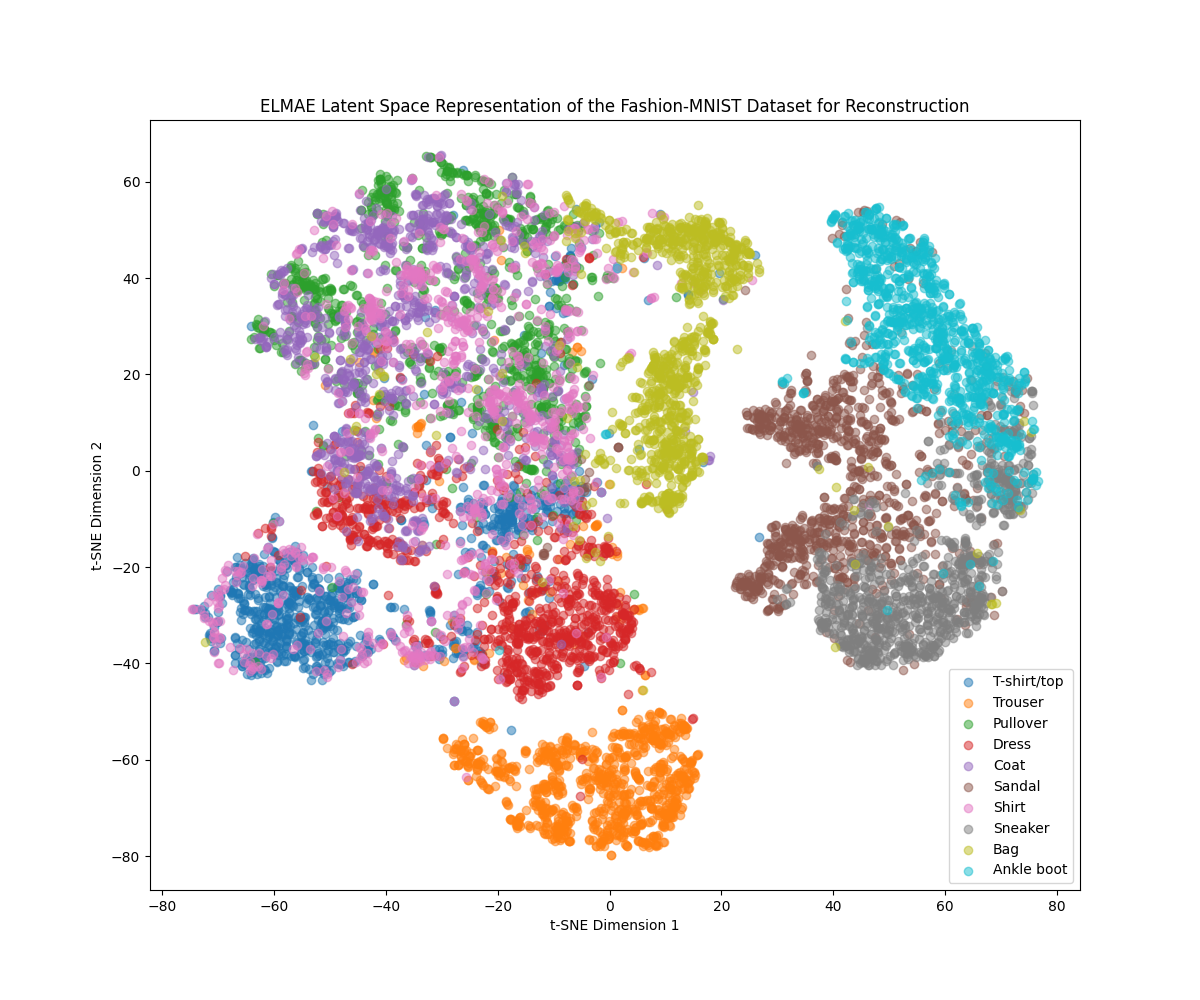 ELMAE Latent Space Representation of the Fashion-MNIST Dataset for Reconstruction
60
40
20
0
−20
−40
−60
−80
t-SNE Dimension 2
−80 −60 −40 −20 0 20 40 60 80
t-SNE Dimension 1
T-shirt/top
Trouser
Pullover
Dress
Coat
Sandal
Shirt
Sneaker
Bag
Ankle boot